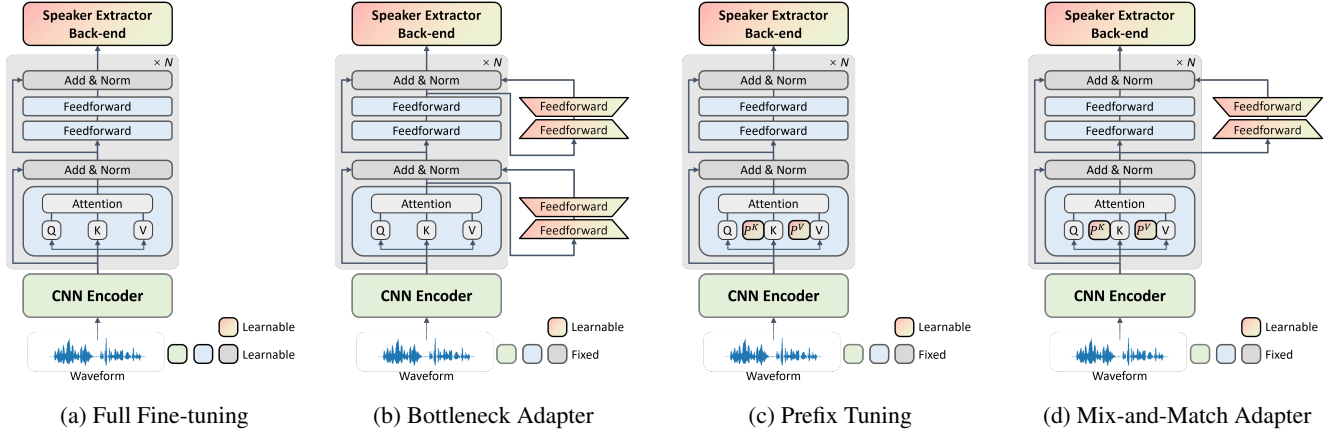 Speaker Extractor
Back-end
× N
Add & Norm
Feedforward
Feedforward
Add & Norm
Attention
Q K V
CNN Encoder
Learnable
Learnable
Waveform
(a) Full Fine-tuning
Speaker Extractor
Back-end
× N
Add & Norm
Feedforward
Feedforward
Feedforward
Feedforward
Add & Norm
Attention
Q K V
Feedforward
Feedforward
CNN Encoder
Learnable
Fixed
Waveform
(b) Bottleneck Adapter
Speaker Extractor
Back-end
× N
Add & Norm
Feedforward
Feedforward
Add & Norm
Attention
Q P^K K P^V V
CNN Encoder
Learnable
Fixed
Waveform
(c) Prefix Tuning
Speaker Extractor
Back-end
× N
Add & Norm
Feedforward
Feedforward
Feedforward
Feedforward
Add & Norm
Attention
Q P^K K P^V V
CNN Encoder
Learnable
Fixed
Waveform
(d) Mix-and-Match Adapter